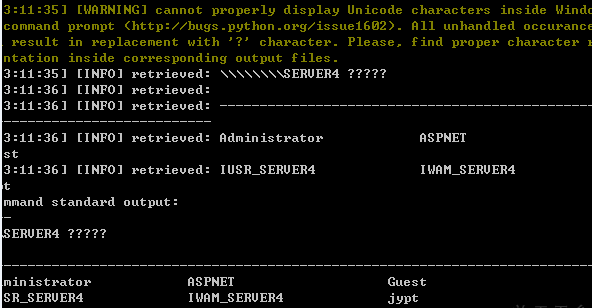 3:11:35] [WARNING] cannot properly display Unicode characters inside Windo
command prompt (http://bugs.python.org/issue1602). All unhandled occurance
result in replacement with '?' character. Please, find proper character r
ntation inside corresponding output files.
3:11:35] [INFO] retrieved: \\\\\\\\SERVER4 ?????
3:11:36] [INFO] retrieved:
3:11:36] [INFO] retrieved: -----------------------------------------------
---------------------------
3:11:36] [INFO] retrieved: Administrator ASPNET
st
3:11:36] [INFO] retrieved: IUSR_SERVER4 IWAM_SERVER4
pt
mmand standard output:
--
SERVER4 ?????
--------------------------------------------------------------------------
ministrator ASPNET Guest
SR_SERVER4 IWAM_SERVER4 jypt